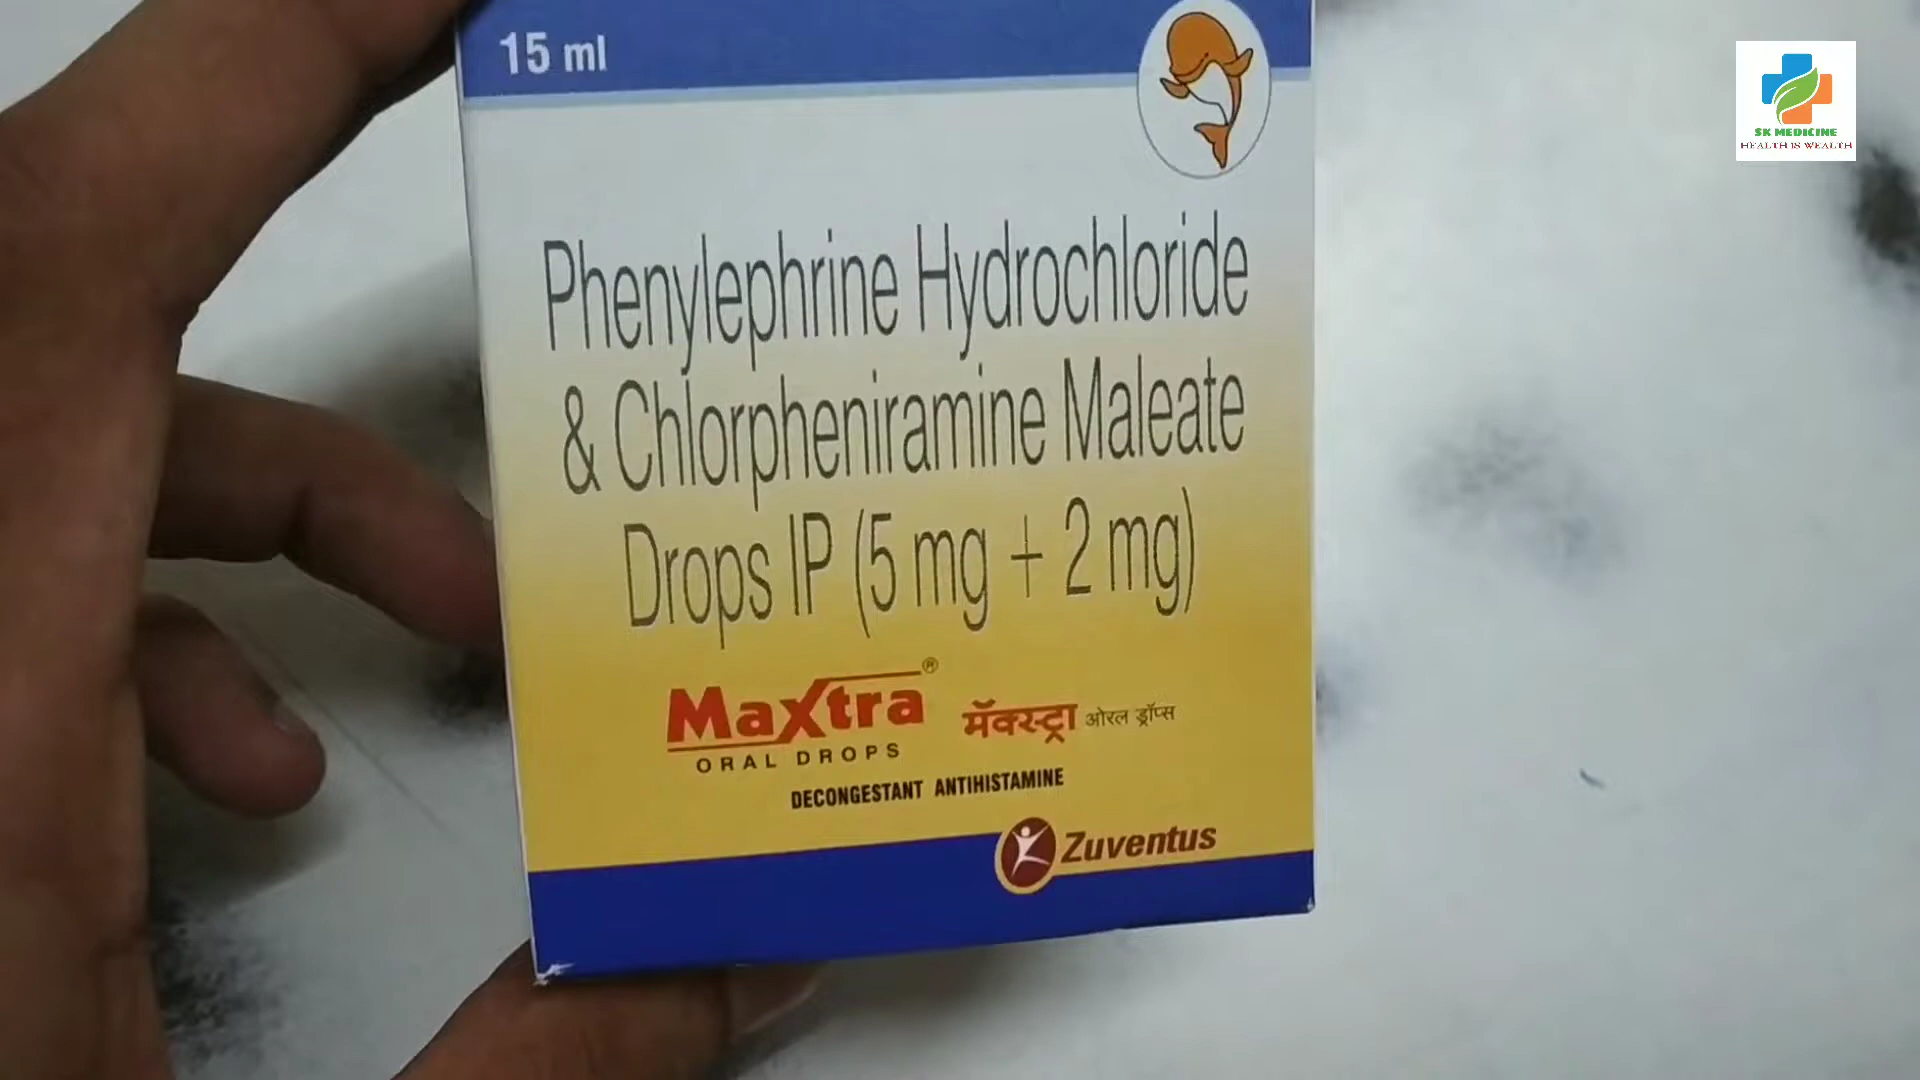 15 ml
SK MEDICINE
HEALTH IS WEALTH
Phenylephrine Hydrochloride
& Chlorpheniramine Maleate
Drops IP (5 mg + 2 mg)
Maxtra® मॅक्स्ट्रा ओरल ड्रॉप्स
ORAL DROPS
DECONGESTANT ANTIHISTAMINE
Zuventus